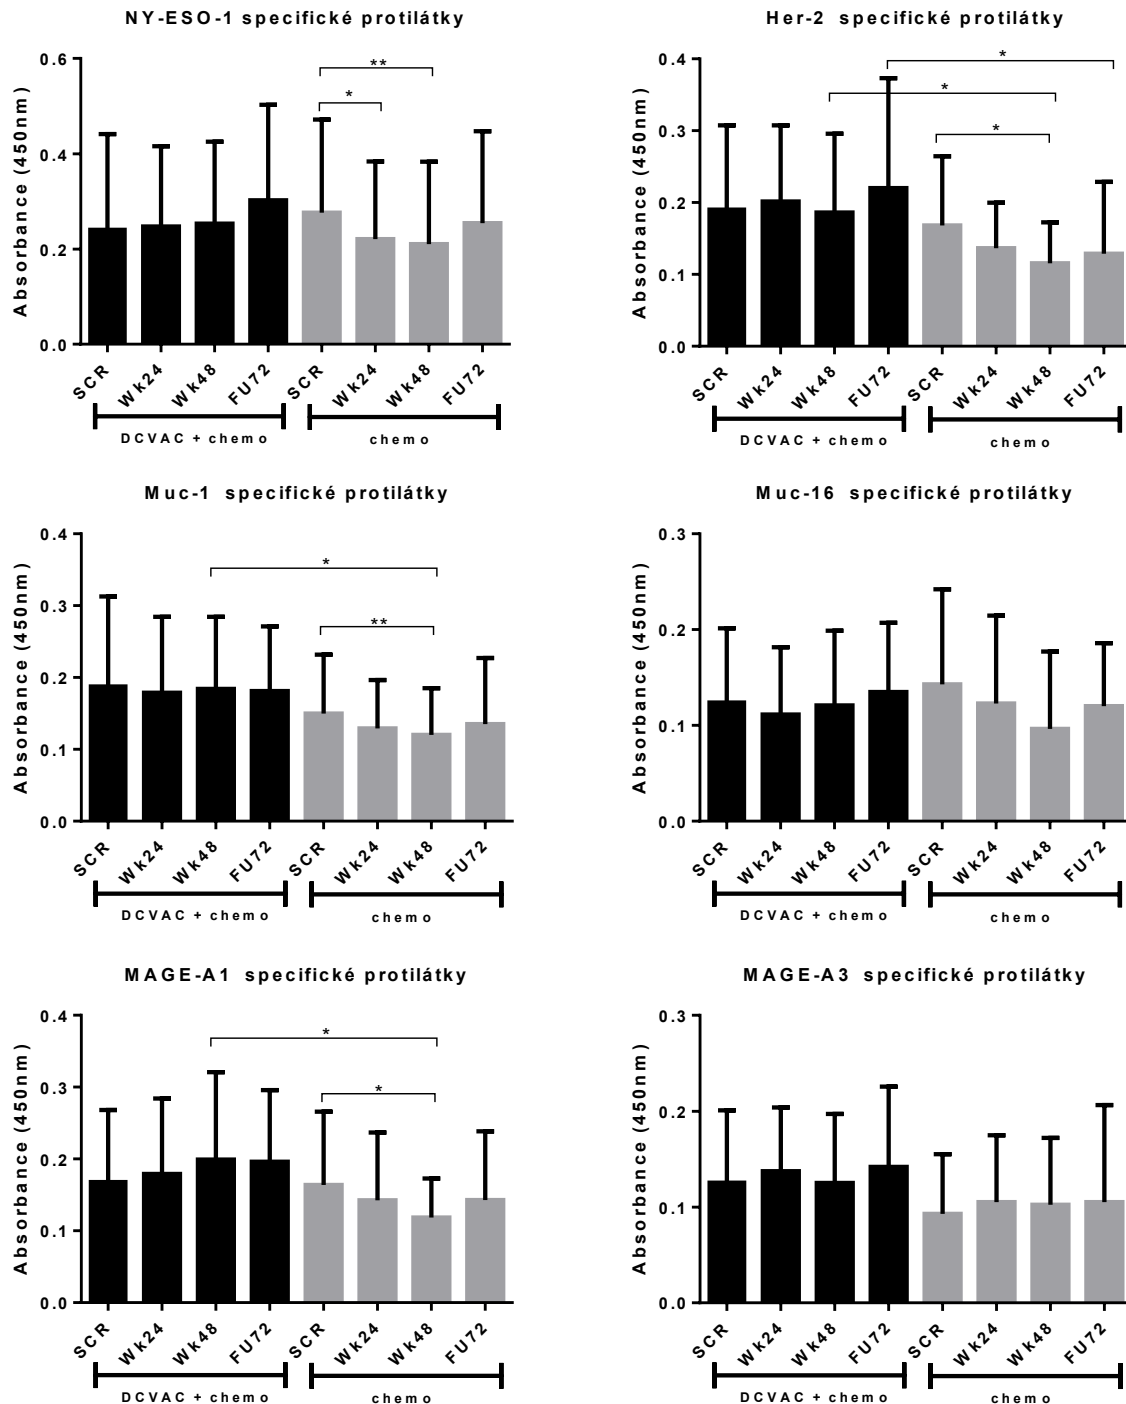 NY-ESO-1 specifické protilátky
Absorbance (450nm)
0.6
**
*
0.4
0.2
0.0
SCR Wk24 Wk48 FU72 SCR Wk24 Wk48 FU72
DCVAC + chemo chemo
Her-2 specifické protilátky
Absorbance (450nm)
0.4
*
*
0.3
*
0.2
0.1
0.0
SCR Wk24 Wk48 FU72 SCR Wk24 Wk48 FU72
DCVAC + chemo chemo
Muc-1 specifické protilátky
Absorbance (450nm)
0.4
*
0.3
**
0.2
0.1
0.0
SCR Wk24 Wk48 FU72 SCR Wk24 Wk48 FU72
DCVAC + chemo chemo
Muc-16 specifické protilátky
Absorbance (450nm)
0.3
0.2
0.1
0.0
SCR Wk24 Wk48 FU72 SCR Wk24 Wk48 FU72
DCVAC + chemo chemo
MAGE-A1 specifické protilátky
Absorbance (450nm)
0.4
*
0.3
*
0.2
0.1
0.0
SCR Wk24 Wk48 FU72 SCR Wk24 Wk48 FU72
DCVAC + chemo chemo
MAGE-A3 specifické protilátky
Absorbance (450nm)
0.3
0.2
0.1
0.0
SCR Wk24 Wk48 FU72 SCR Wk24 Wk48 FU72
DCVAC + chemo chemo